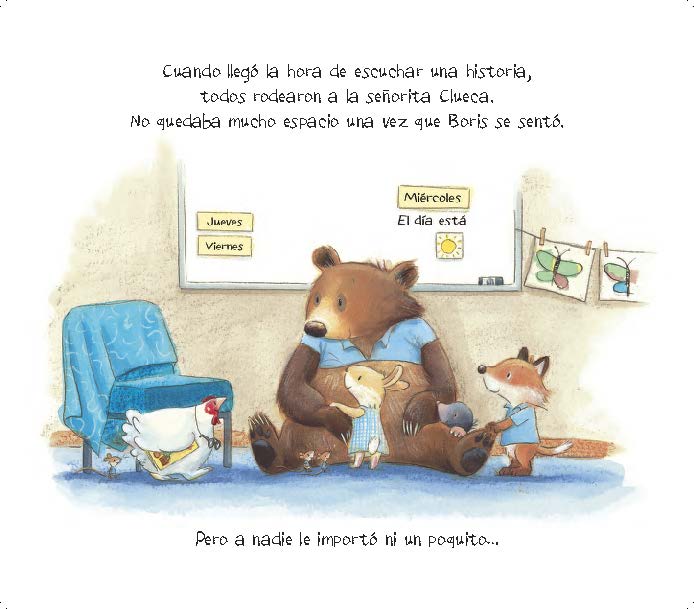 Cuando llegó la hora de escuchar una historia,
todos rodearon a la señorita Clueca.
No quedaba mucho espacio una vez que Boris se sentó.
Miércoles
Jueves
El día está
Viernes
Pero a nadie le importó ni un poquito...